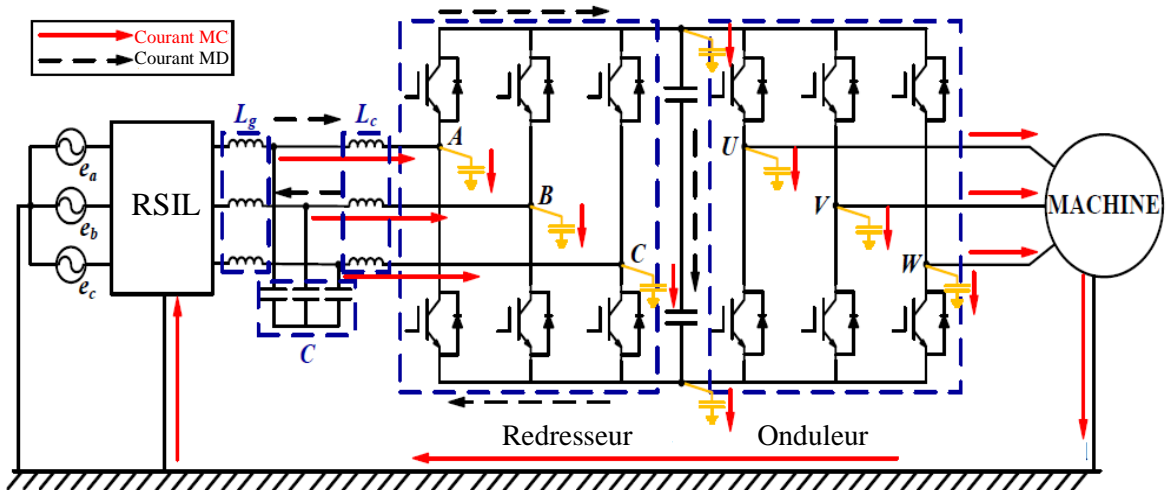 Courant MC
Courant MD
Lg
Lc
A
U
ea
RSIL
B
V
MACHINE
eb
C
W
ec
C
Redresseur
Onduleur